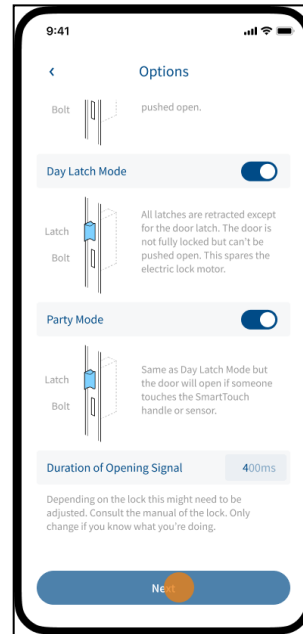 9:41
Options
Bolt
pushed open.
Day Latch Mode
Latch
Bolt
All latches are retracted except
for the door latch. The door is
not fully locked but can't be
pushed open. This spares the
electric lock motor.
Party Mode
Latch
Bolt
Same as Day Latch Mode but
the door will open if someone
touches the SmartTouch
handle or sensor.
Duration of Opening Signal
400ms
Depending on the lock this might need to be
adjusted. Consult the manual of the lock. Only
change if you know what you're doing.
Next